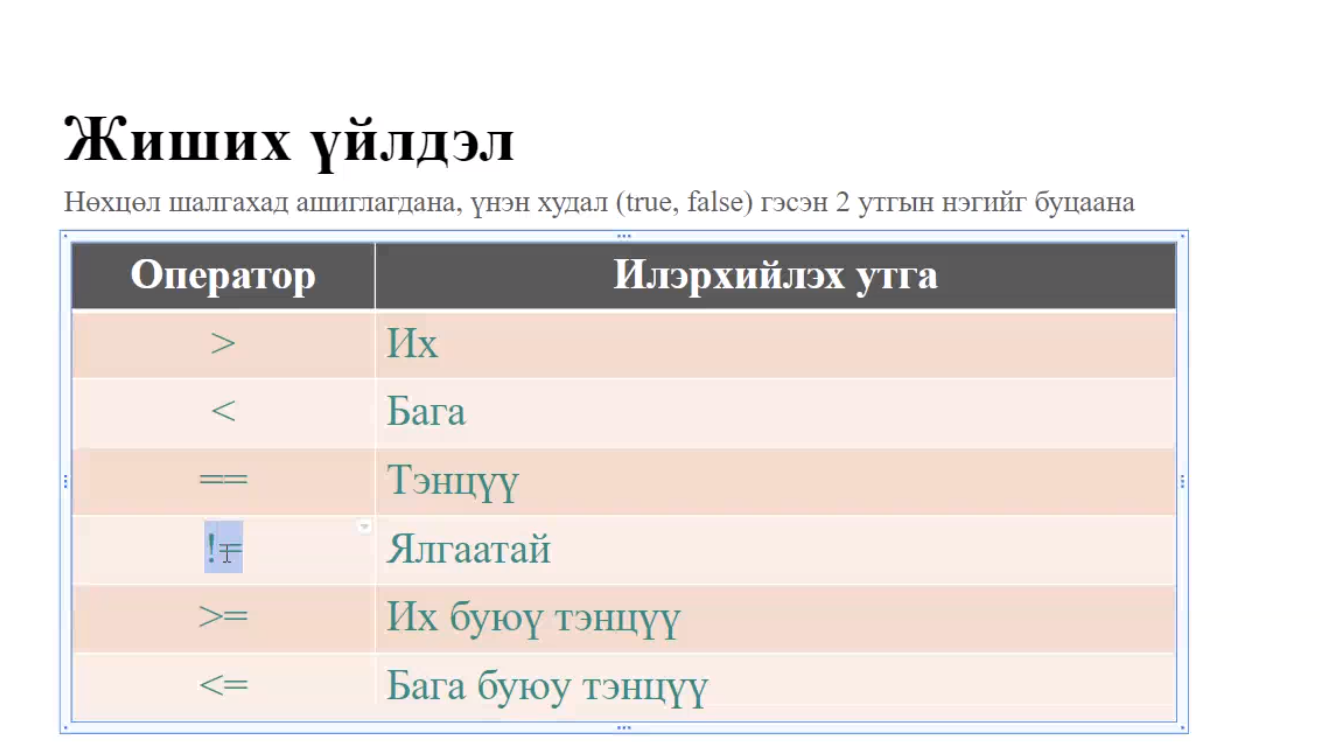 Жиших үйлдэл
Нөхцөл шалгахад ашиглагдана, үнэн худал (true, false) гэсэн 2 утгын нэгийг буцаана
Оператор Илэрхийлэх утга
> Их
< Бага
== Тэнцүү
!= Ялгаатай
>= Их буюү тэнцүү
<= Бага буюу тэнцүү